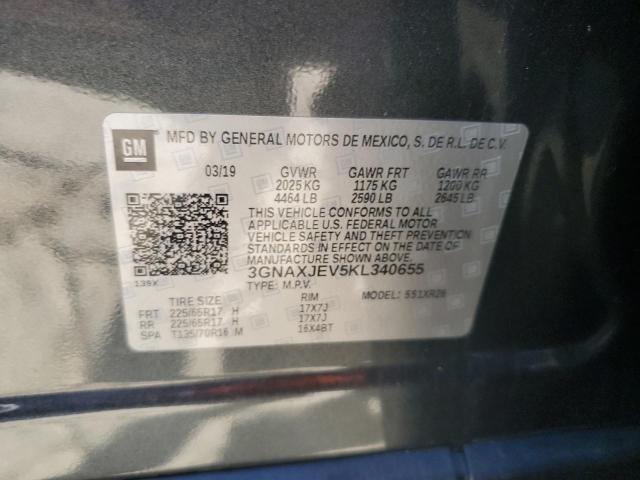 GM
MFD BY GENERAL MOTORS DE MEXICO, S. DE R.L. DE C.V.
03/19 GVWR GAWR FRT GAWR RR
2025 KG 1175 KG 1200 KG
4464 LB 2590 LB 2645 LB
THIS VEHICLE CONFORMS TO ALL
APPLICABLE U.S. FEDERAL MOTOR
VEHICLE SAFETY AND THEFT PREVENTION
STANDARDS IN EFFECT ON THE DATE OF
MANUFACTURE SHOWN ABOVE.
139X 3GNAXJEV5KL340655
TYPE: M.P.V. MODEL: 551XR26
TIRE SIZE RIM
FRT 225/65R17 H 17X7J
RR 225/65R17 H 17X7J
SPA T135/70R16 M 16X4BT